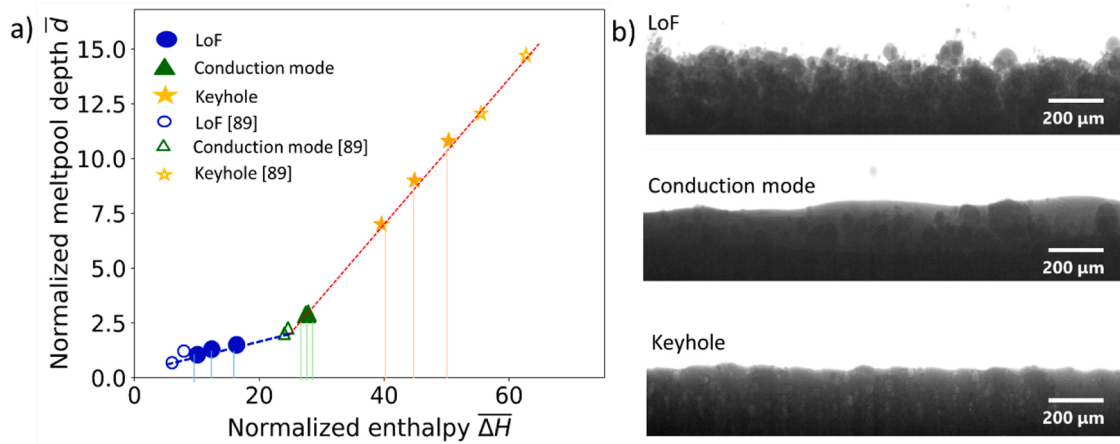 a)
Normalized meltpool depth d̅
15.0
12.5
10.0
7.5
5.0
2.5
0.0
LoF
Conduction mode
Keyhole
LoF [89]
Conduction mode [89]
Keyhole [89]
0 20 40 60
Normalized enthalpy Δ̅H̅
b)
LoF
200 μm
Conduction mode
200 μm
Keyhole
200 μm